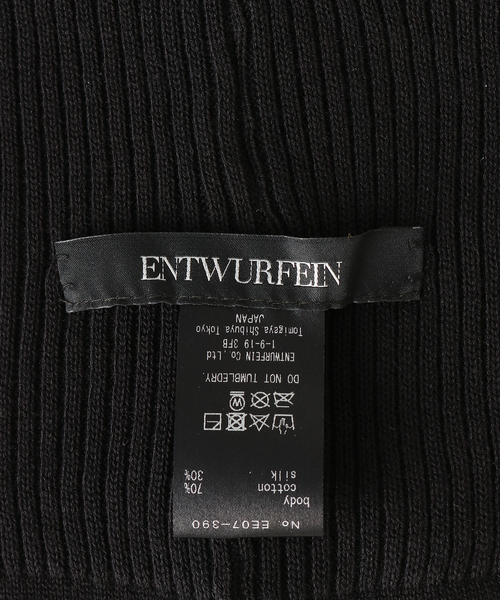 ENTWURFEIN
No. EE07-390
body
cotton 70%
silk 30%
W
DO NOT TUMBLEDRY.
ENTWURFEIN Co. Ltd
1-9-19 3FB
Tomigaya Shibuya Tokyo
JAPAN